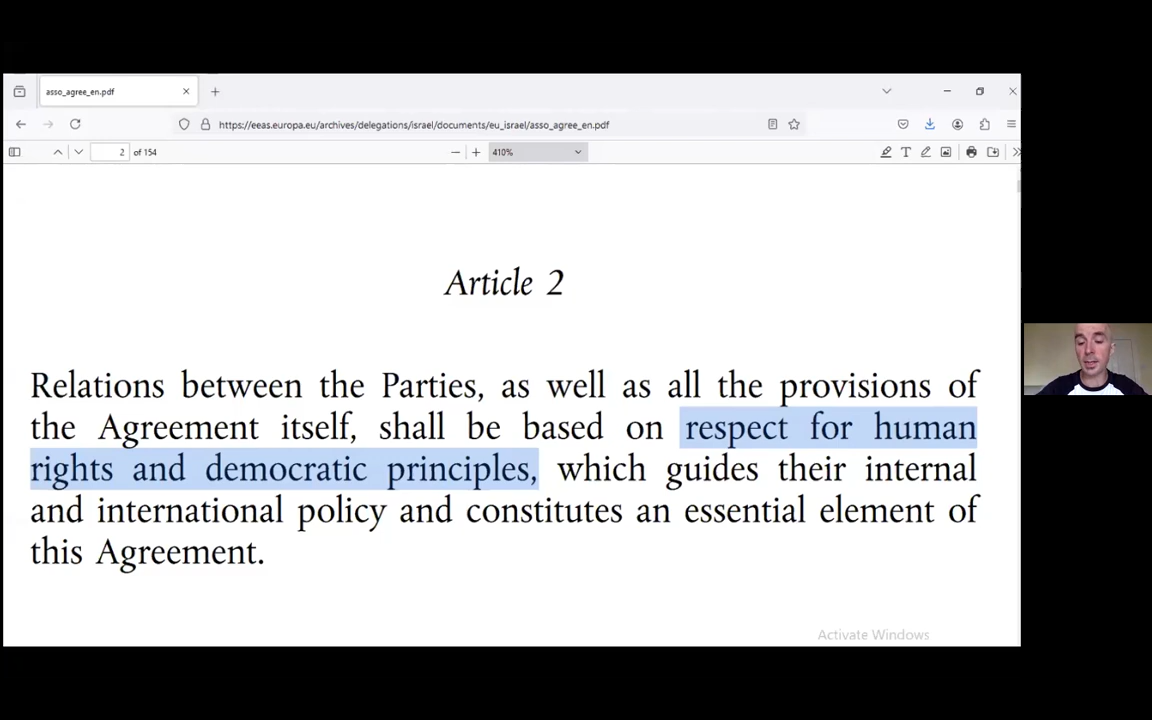 asso_agree_en.pdf
https://eeas.europa.eu/archives/delegations/israel/documents/eu_israel/asso_agree_en.pdf
2 of 154
410%
Article 2
Relations between the Parties, as well as all the provisions of
the Agreement itself, shall be based on respect for human
rights and democratic principles, which guides their internal
and international policy and constitutes an essential element of
this Agreement.
Activate Windows